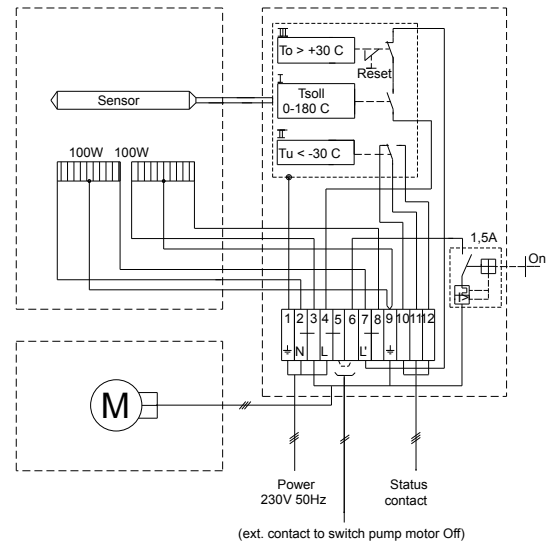 III
To > +30 C
Reset
I
Tsoll
0-180 C
Sensor
II
Tu < -30 C
100W 100W
1,5A
On
1 2 3 4 5 6 7 8 9 10 11 12
N L L'
M
Power
230V 50Hz
Status
contact
(ext. contact to switch pump motor Off)